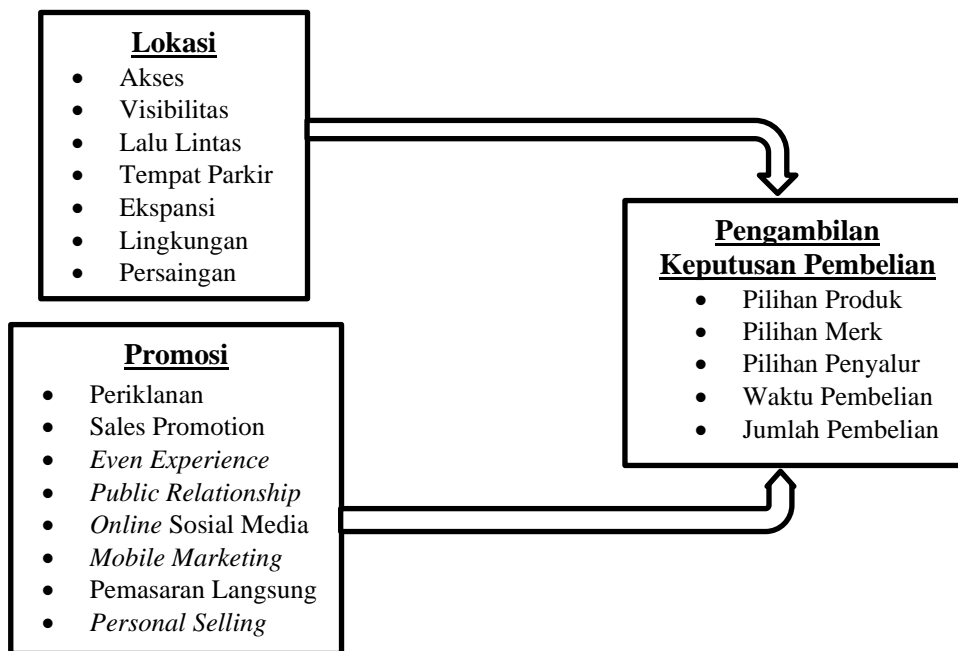 Lokasi
• Akses
• Visibilitas
• Lalu Lintas
• Tempat Parkir
• Ekspansi
• Lingkungan
• Persaingan
Promosi
• Periklanan
• Sales Promotion
• Even Experience
• Public Relationship
• Online Sosial Media
• Mobile Marketing
• Pemasaran Langsung
• Personal Selling
Pengambilan
Keputusan Pembelian
• Pilihan Produk
• Pilihan Merk
• Pilihan Penyalur
• Waktu Pembelian
• Jumlah Pembelian